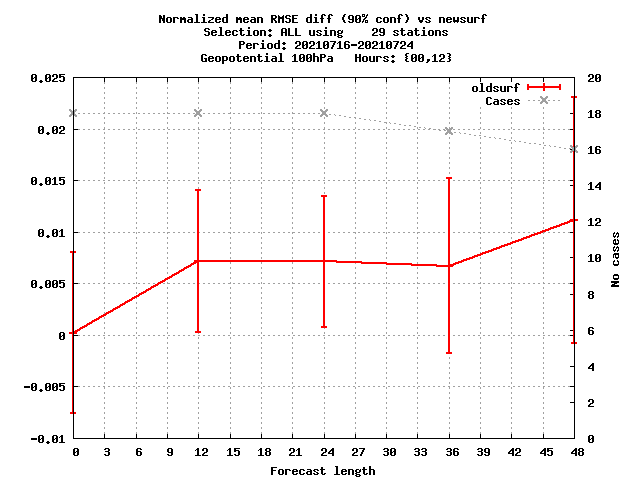 Normalized mean RMSE diff (90% conf) vs newsurf
Selection: ALL using    29 stations
Period: 20210716-20210724
Geopotential 100hPa   Hours: {00,12}
oldsurf
Cases
0.025
0.02
0.015
0.01
0.005
0
-0.005
-0.01
20
18
16
14
12
10
8
6
4
2
0
No cases
0 3 6 9 12 15 18 21 24 27 30 33 36 39 42 45 48
Forecast length